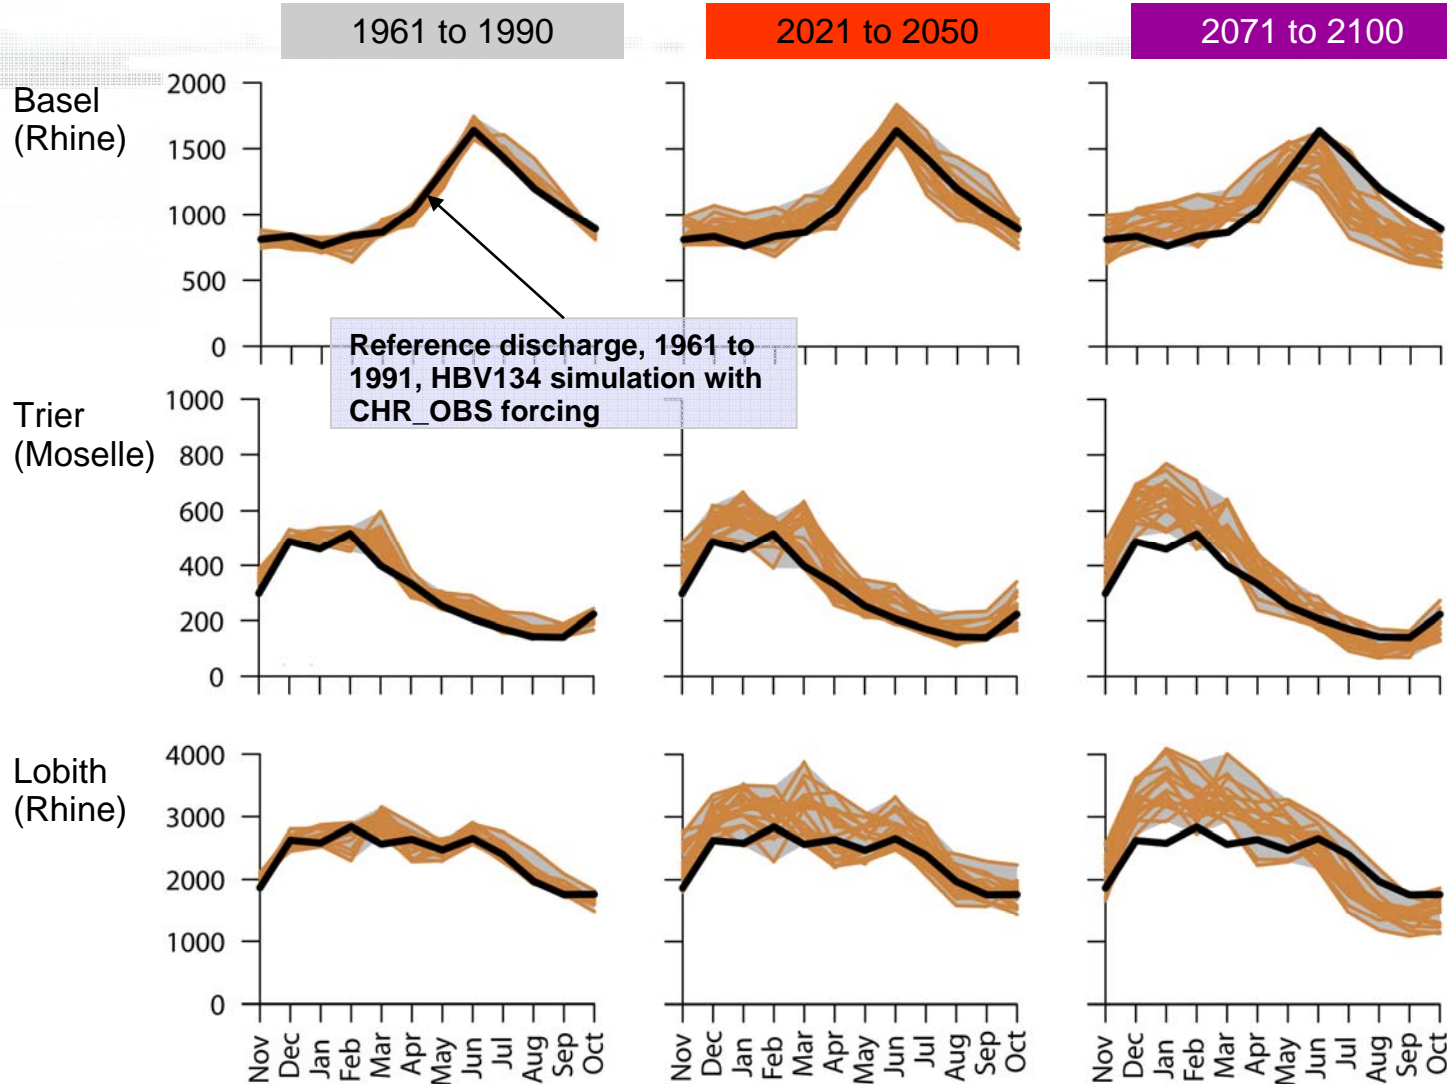 1961 to 1990
2021 to 2050
2071 to 2100
Basel
(Rhine)
2000
1500
1000
500
0
Reference discharge, 1961 to
1991, HBV134 simulation with
CHR_OBS forcing
Trier
(Moselle)
1000
800
600
400
200
0
Lobith
(Rhine)
4000
3000
2000
1000
0
Nov Dec Jan Feb Mar Apr May Jun Jul Aug Sep Oct
Nov Dec Jan Feb Mar Apr May Jun Jul Aug Sep Oct
Nov Dec Jan Feb Mar Apr May Jun Jul Aug Sep Oct